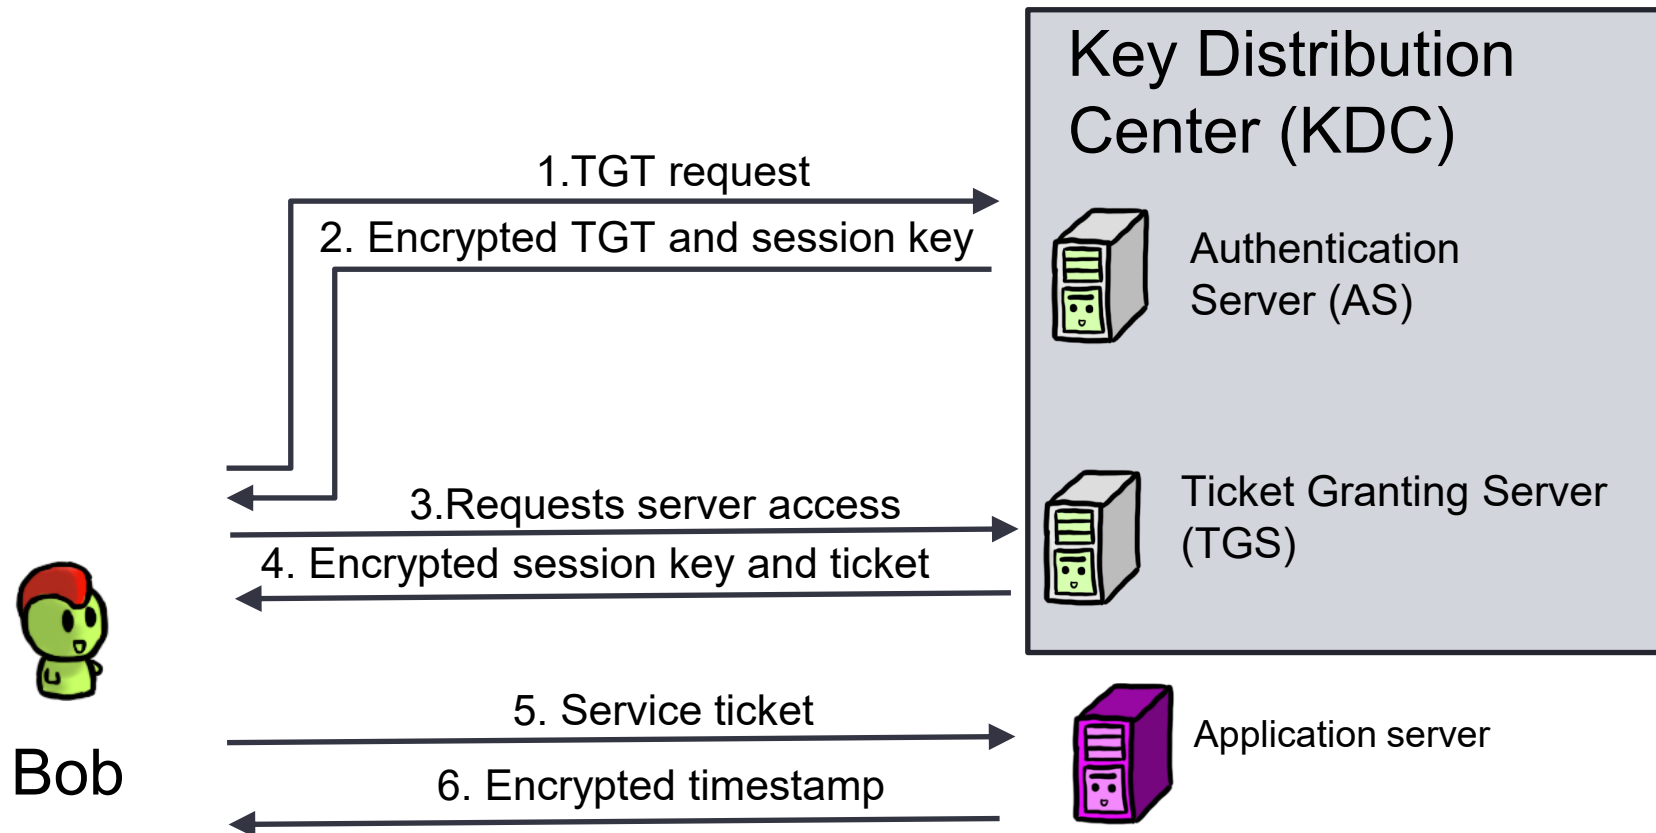 Key Distribution
Center (KDC)
1.TGT request
2. Encrypted TGT and session key
Authentication
Server (AS)
3.Requests server access
4. Encrypted session key and ticket
Ticket Granting Server
(TGS)
5. Service ticket
Application server
Bob
6. Encrypted timestamp